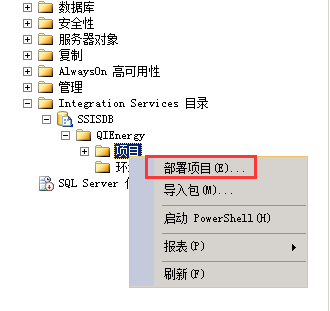 数据库
安全性
服务器对象
复制
AlwaysOn 高可用性
管理
Integration Services 目录
SSISDB
QIEnergy
项目
部署项目(E)...
环
导入包(M)...
SQL Server
启动 PowerShell(H)
报表(P)
刷新(F)